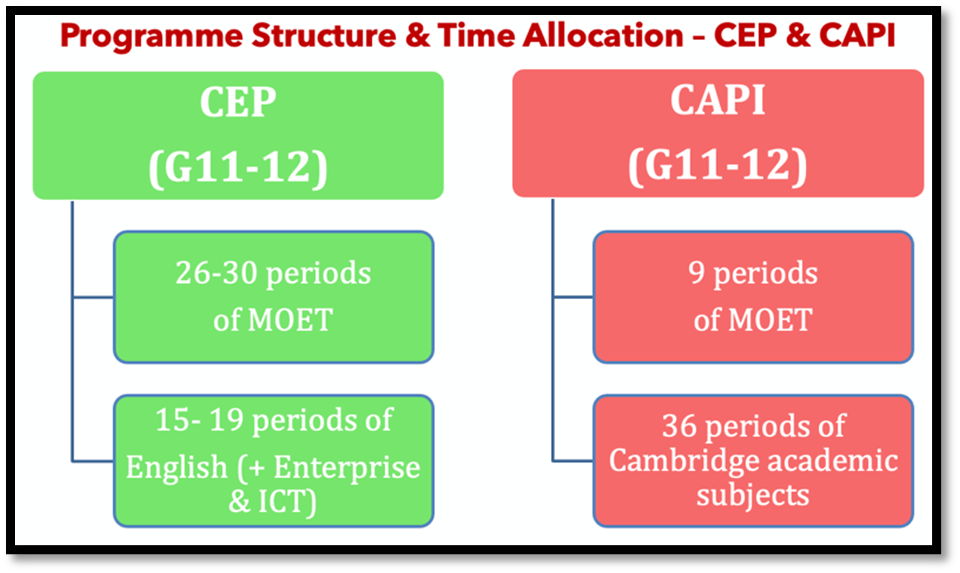 Programme Structure & Time Allocation – CEP & CAPI
CEP
(G11-12)
26-30 periods
of MOET
15- 19 periods of
English (+ Enterprise
& ICT)
CAPI
(G11-12)
9 periods
of MOET
36 periods of
Cambridge academic
subjects